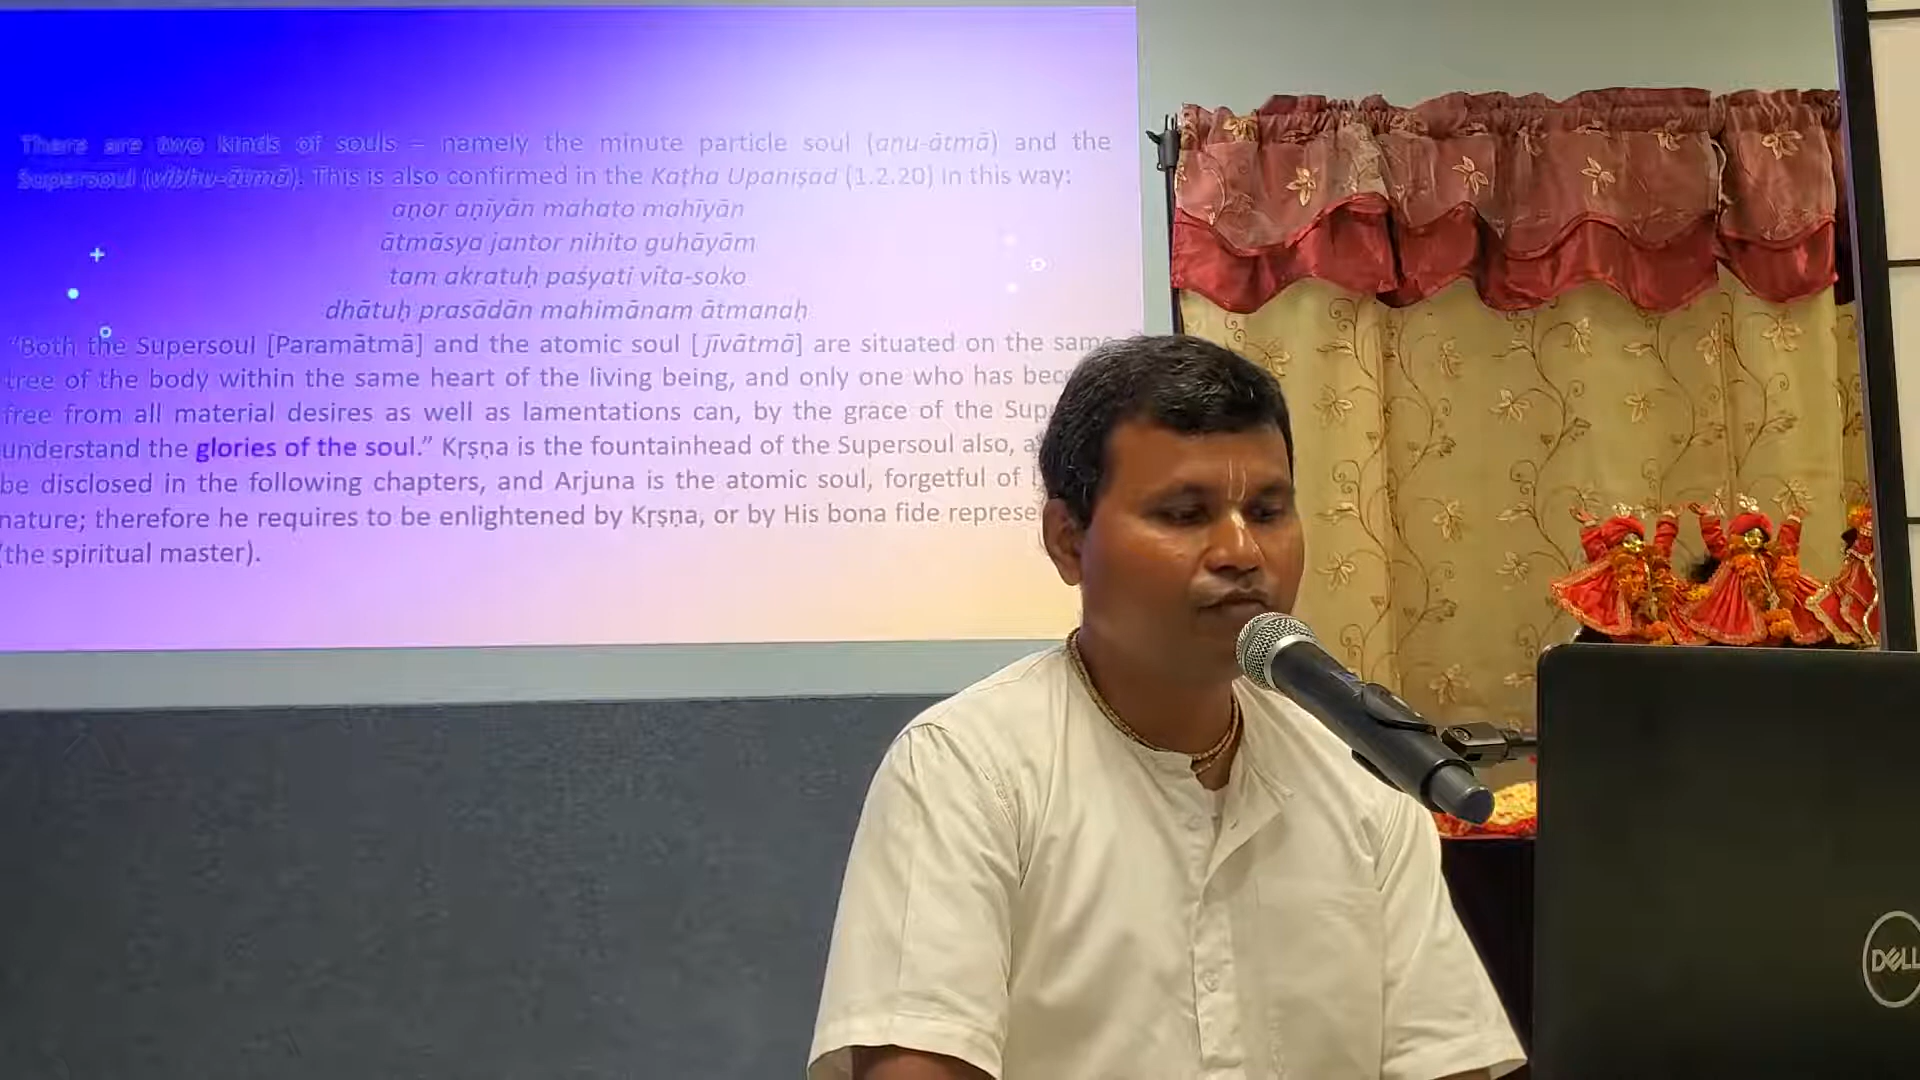 There are two kinds of souls – namely the minute particle soul (aṇu-ātmā) and the
Supersoul (vibhu-ātmā). This is also confirmed in the Kaṭha Upaniṣad (1.2.20) in this way:
aṇor aṇīyān mahato mahīyān
ātmāsya jantor nihito guhāyām
tam akratuḥ paśyati vīta-śoko
dhātuḥ prasādān mahimānam ātmanaḥ
“Both the Supersoul [Paramātmā] and the atomic soul [jīvātmā] are situated on the same
tree of the body within the same heart of the living being, and only one who has
free from all material desires as well as lamentations can, by the grace of the
understand the glories of the soul.” Kṛṣṇa is the fountainhead of the Supersoul also,
be disclosed in the following chapters, and Arjuna is the atomic soul, forgetful of
nature; therefore he requires to be enlightened by Kṛṣṇa, or by His bona fide
(the spiritual master).
DELL